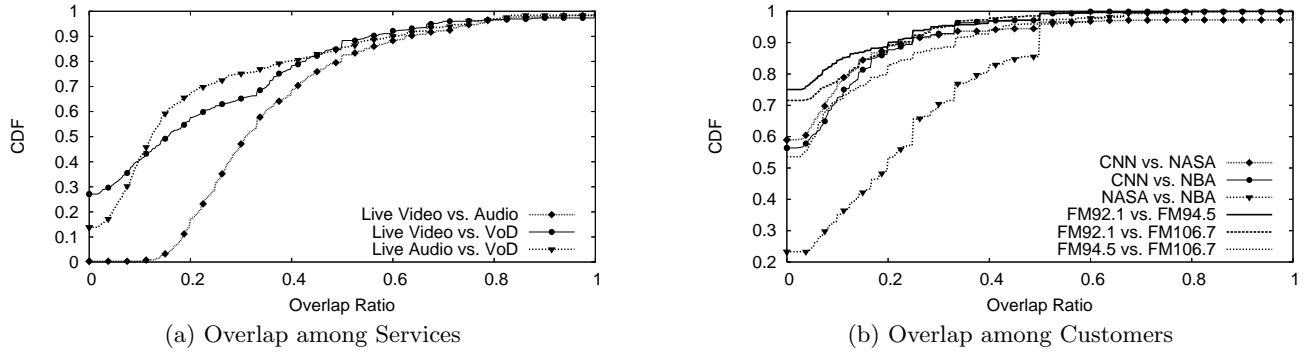 1
0.9
0.8
0.7
0.6
0.5
0.4
0.3
0.2
0.1
0
CDF
Live Video vs. Audio
Live Video vs. VoD
Live Audio vs. VoD
0 0.2 0.4 0.6 0.8 1
Overlap Ratio
(a) Overlap among Services
1
0.9
0.8
0.7
0.6
0.5
0.4
0.3
0.2
CDF
CNN vs. NASA
CNN vs. NBA
NASA vs. NBA
FM92.1 vs. FM94.5
FM92.1 vs. FM106.7
FM94.5 vs. FM106.7
0 0.2 0.4 0.6 0.8 1
Overlap Ratio
(b) Overlap among Customers